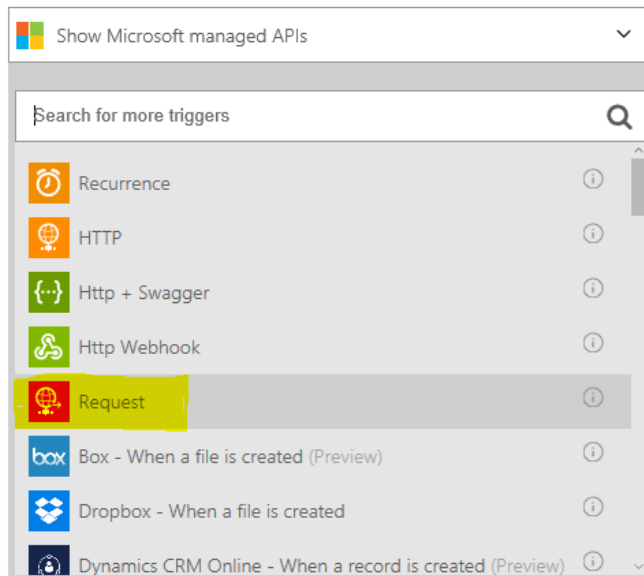 Show Microsoft managed APIs
Search for more triggers
Recurrence
HTTP
Http + Swagger
Http Webhook
Request
box Box - When a file is created (Preview)
Dropbox - When a file is created
Dynamics CRM Online - When a record is created (Preview)